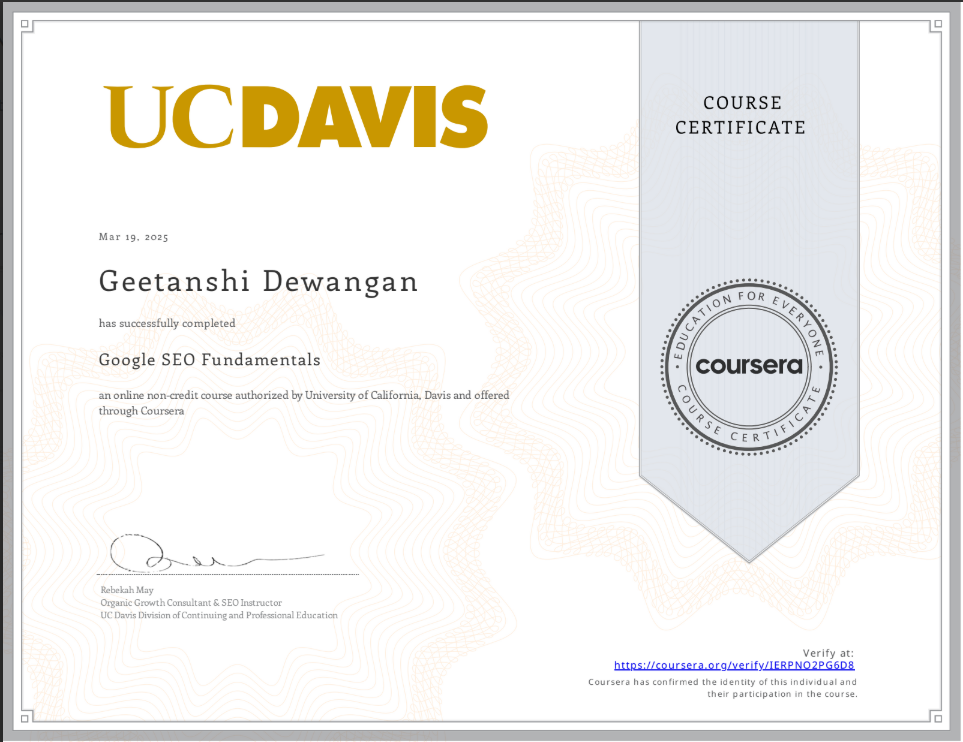 UCDAVIS
COURSE
CERTIFICATE
Mar 19, 2025
Geetanshi Dewangan
has successfully completed
Google SEO Fundamentals
an online non-credit course authorized by University of California, Davis and offered
through Coursera
EDUCATION FOR EVERYONE
coursera
COURSE CERTIFICATE
Rebekah May
Organic Growth Consultant & SEO Instructor
UC Davis Division of Continuing and Professional Education
Verify at:
https://coursera.org/verify/IERPNO2PG6D8
Coursera has confirmed the identity of this individual and
their participation in the course.